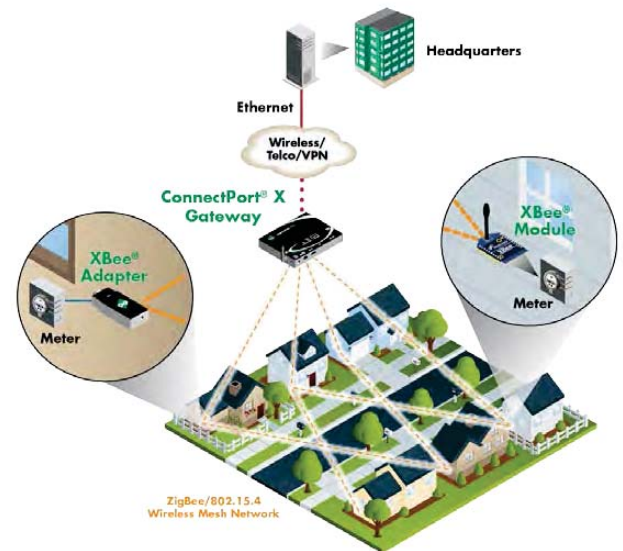 Headquarters
Ethernet
Wireless/
Telco/VPN
ConnectPort® X
Gateway
XBee®
Adapter
Meter
XBee®
Module
Meter
ZigBee/802.15.4
Wireless Mesh Network